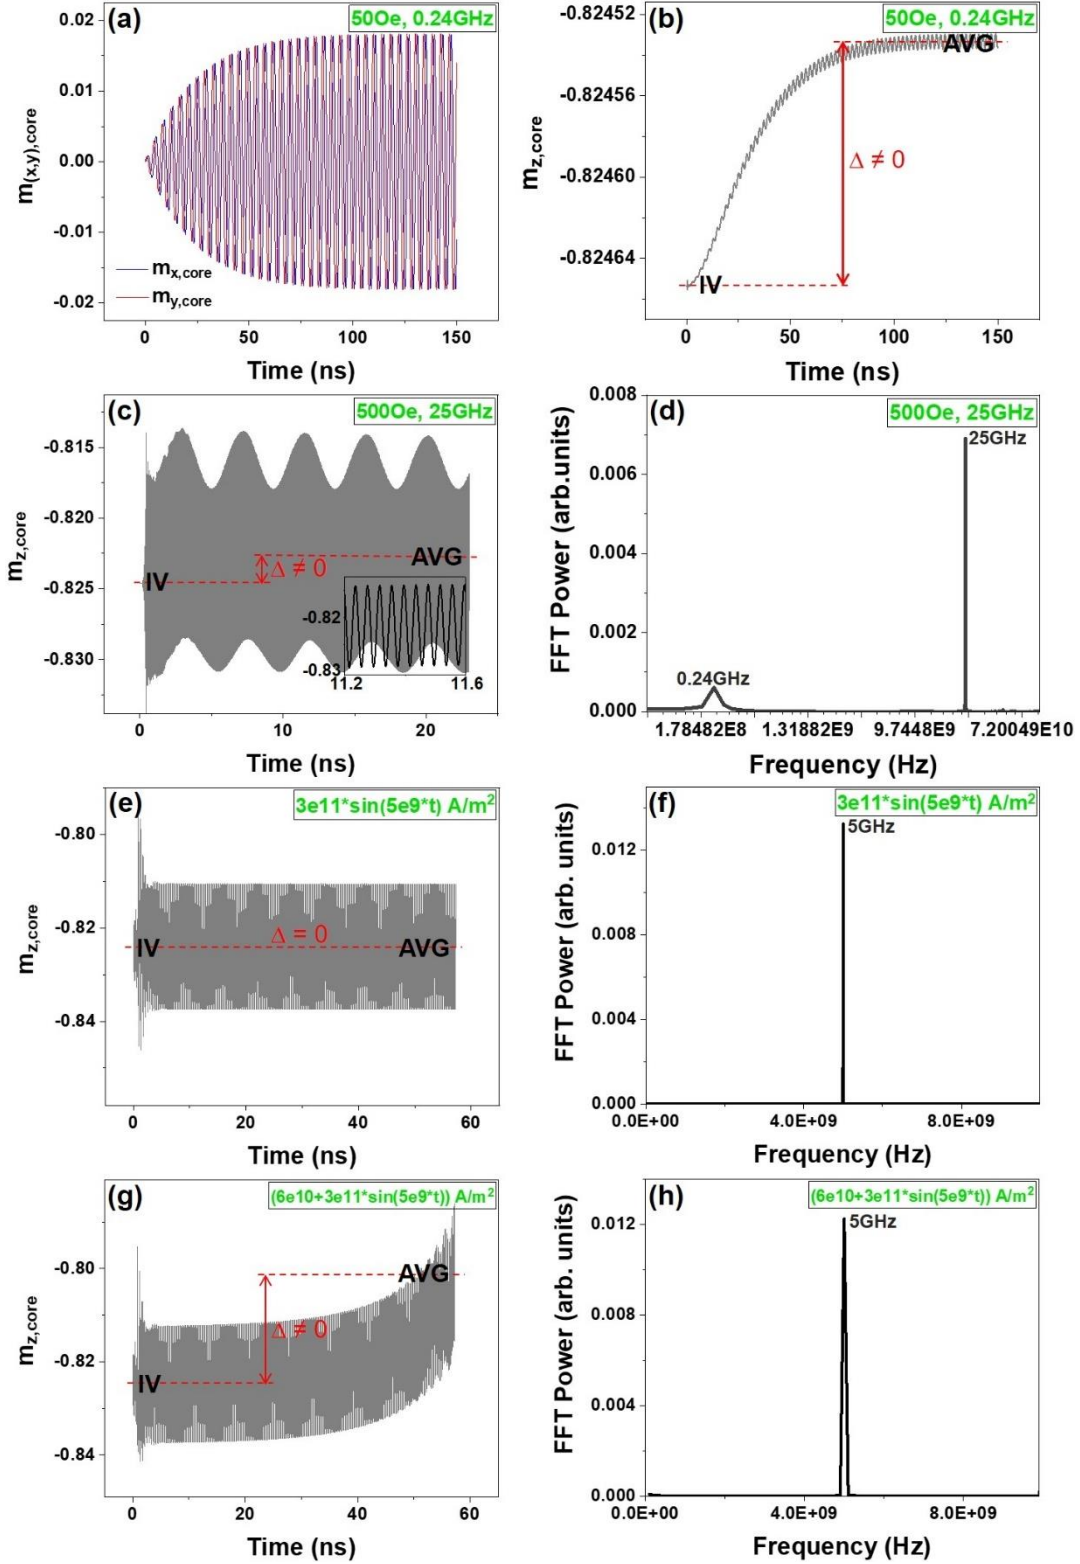 (a)
50Oe, 0.24GHz
0.02
0.01
0.00
-0.01
-0.02
m(x,y),core
mx,core
my,core
0
50
100
150
Time (ns)
(b)
50Oe, 0.24GHz
-0.82452
-0.82456
-0.82460
-0.82464
mz,core
AVG
Δ ≠ 0
IV
0
50
100
150
Time (ns)
(c)
500Oe, 25GHz
-0.815
-0.820
-0.825
-0.830
mz,core
AVG
Δ ≠ 0
IV
-0.82
-0.83
11.2
11.6
0
10
20
Time (ns)
(d)
500Oe, 25GHz
0.008
0.006
0.004
0.002
0.000
FFT Power (arb.units)
25GHz
0.24GHz
1.78482E8
1.31882E9
9.7448E9
7.20049E10
Frequency (Hz)
(e)
3e11*sin(5e9*t) A/m²
-0.80
-0.82
-0.84
mz,core
Δ = 0
IV
AVG
0
20
40
60
Time (ns)
(f)
3e11*sin(5e9*t) A/m²
0.012
0.008
0.004
0.000
FFT Power (arb. units)
5GHz
0.0E+00
4.0E+09
8.0E+09
Frequency (Hz)
(g)
(6e10+3e11*sin(5e9*t)) A/m²
-0.80
-0.82
-0.84
mz,core
AVG
Δ ≠ 0
IV
0
20
40
60
Time (ns)
(h)
(6e10+3e11*sin(5e9*t)) A/m²
0.012
0.008
0.004
0.000
FFT Power (arb. units)
5GHz
0.0E+00
4.0E+09
8.0E+09
Frequency (Hz)